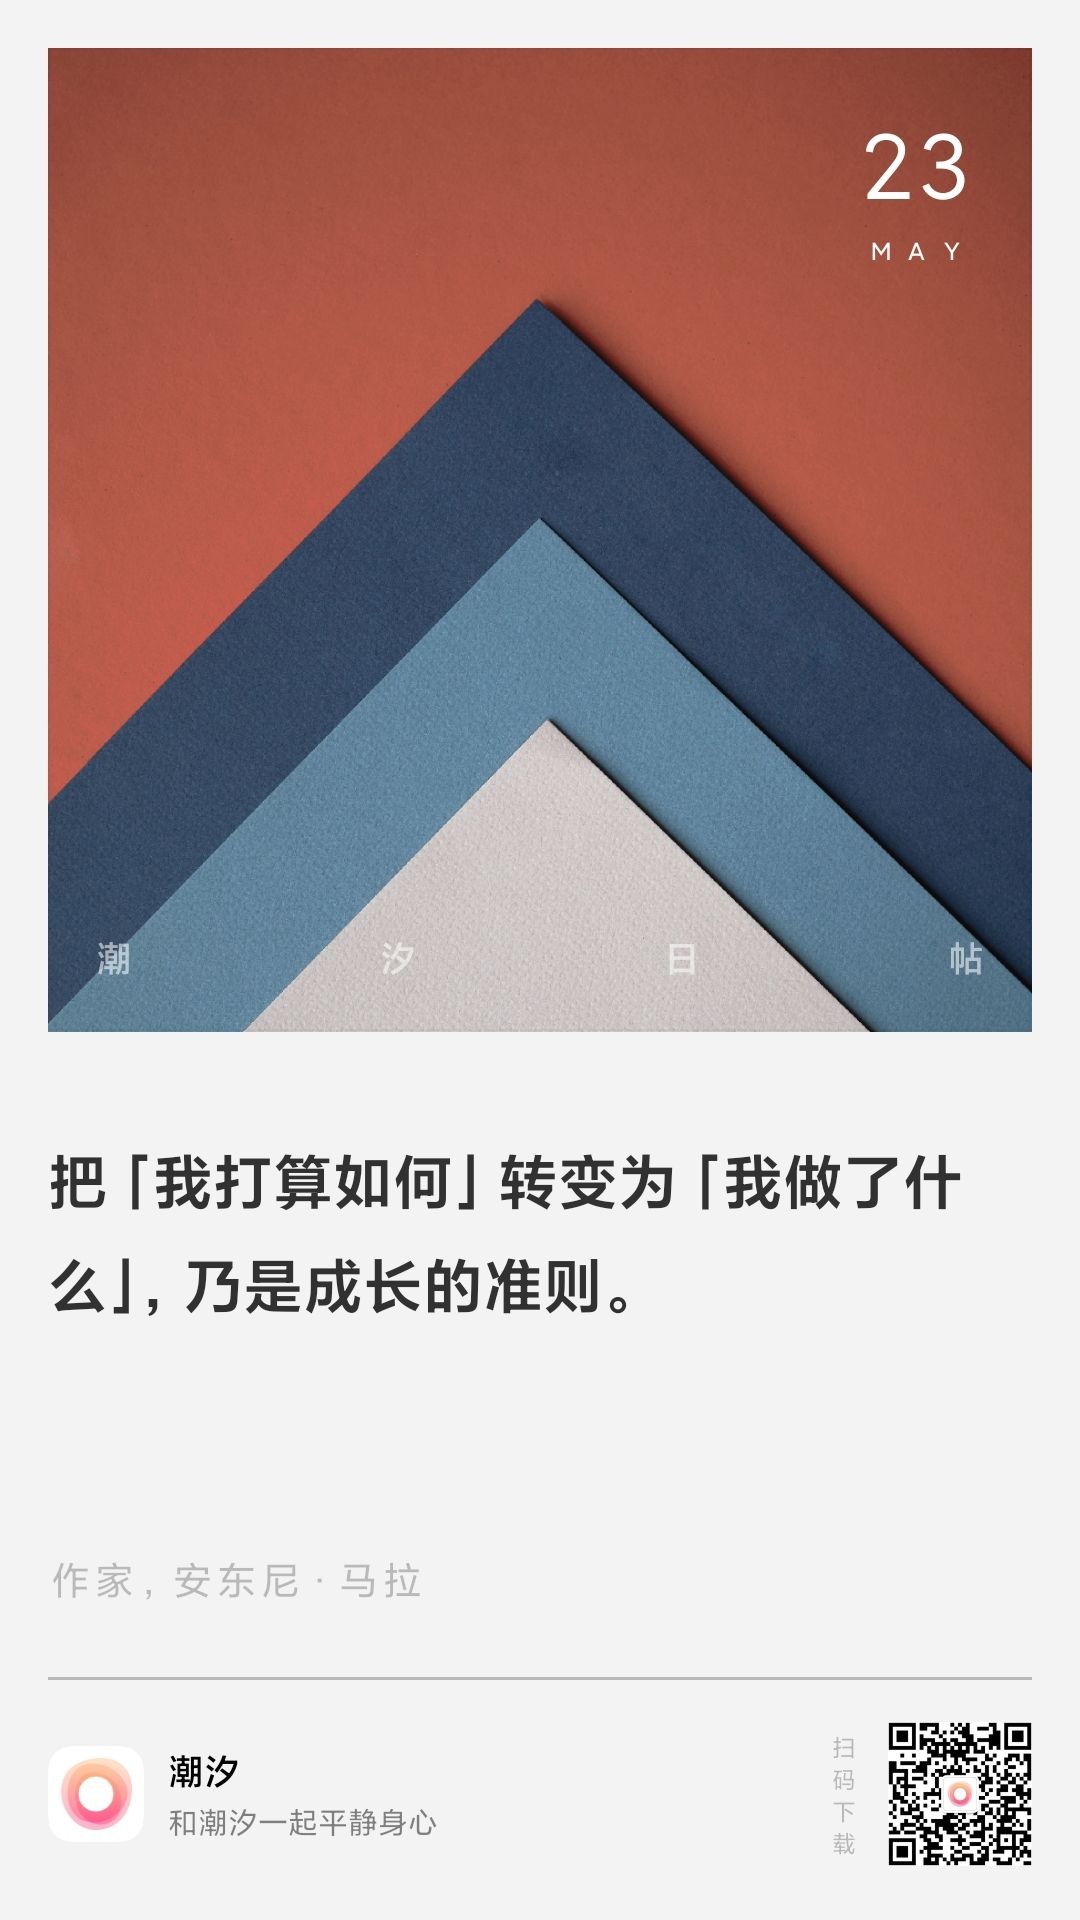 23
MAY
潮汐日帖
把「我打算如何」转变为「我做了什
么」，乃是成长的准则。
作家，安东尼·马拉
潮汐
和潮汐一起平静身心
扫码下载